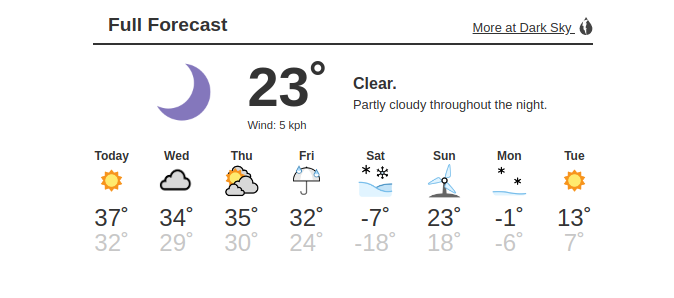 Full Forecast
More at Dark Sky
23°
Clear.
Partly cloudy throughout the night.
Wind: 5 kph
Today Wed Thu Fri Sat Sun Mon Tue
37° 34° 35° 32° -7° 23° -1° 13°
32° 29° 30° 24° -18° 18° -6° 7°